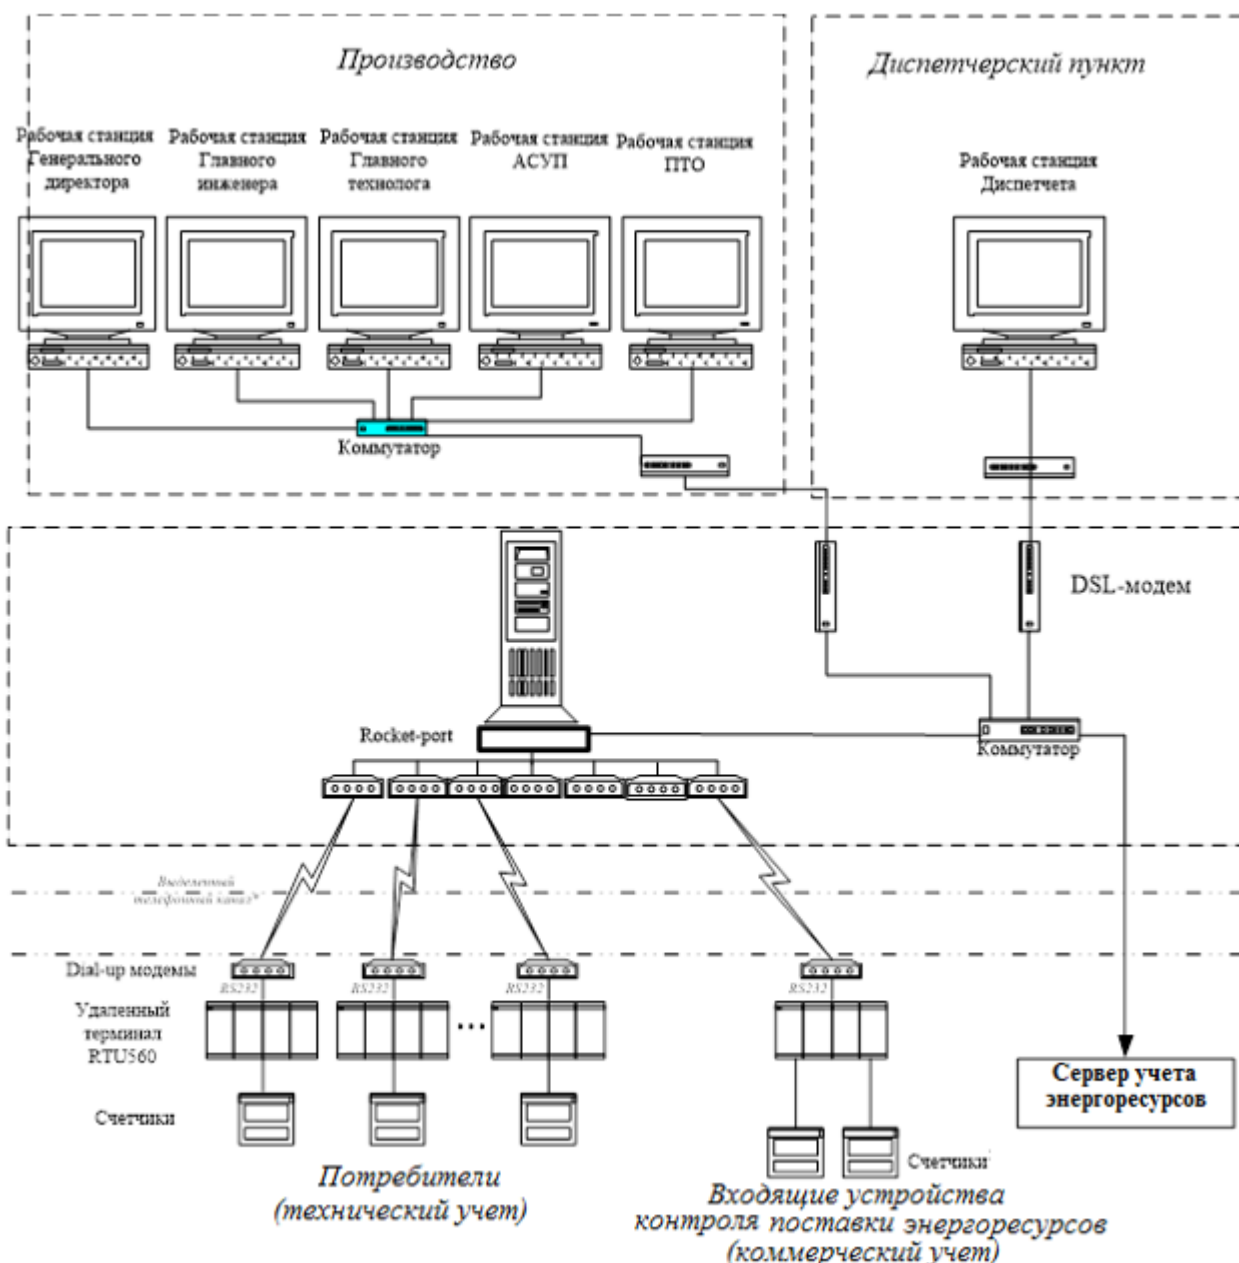 Производство
Диспетчерский пункт
Рабочая станция
Генерального
директора
Рабочая станция
Главного
инженера
Рабочая станция
Главного
технолога
Рабочая станция
АСУП
Рабочая станция
ПТО
Рабочая станция
Диспетчета
Коммутатор
DSL-модем
Rocket-port
Коммутатор
Выделенный
телефонный канал*
Dial-up модемы
RS232
RS232
RS232
RS232
Удаленный
терминал
RTU560
Сервер учета
энергоресурсов
Счетчики
Счетчики
Потребители
(технический учет)
Входящие устройства
контроля поставки энергоресурсов
(коммерческий учет)